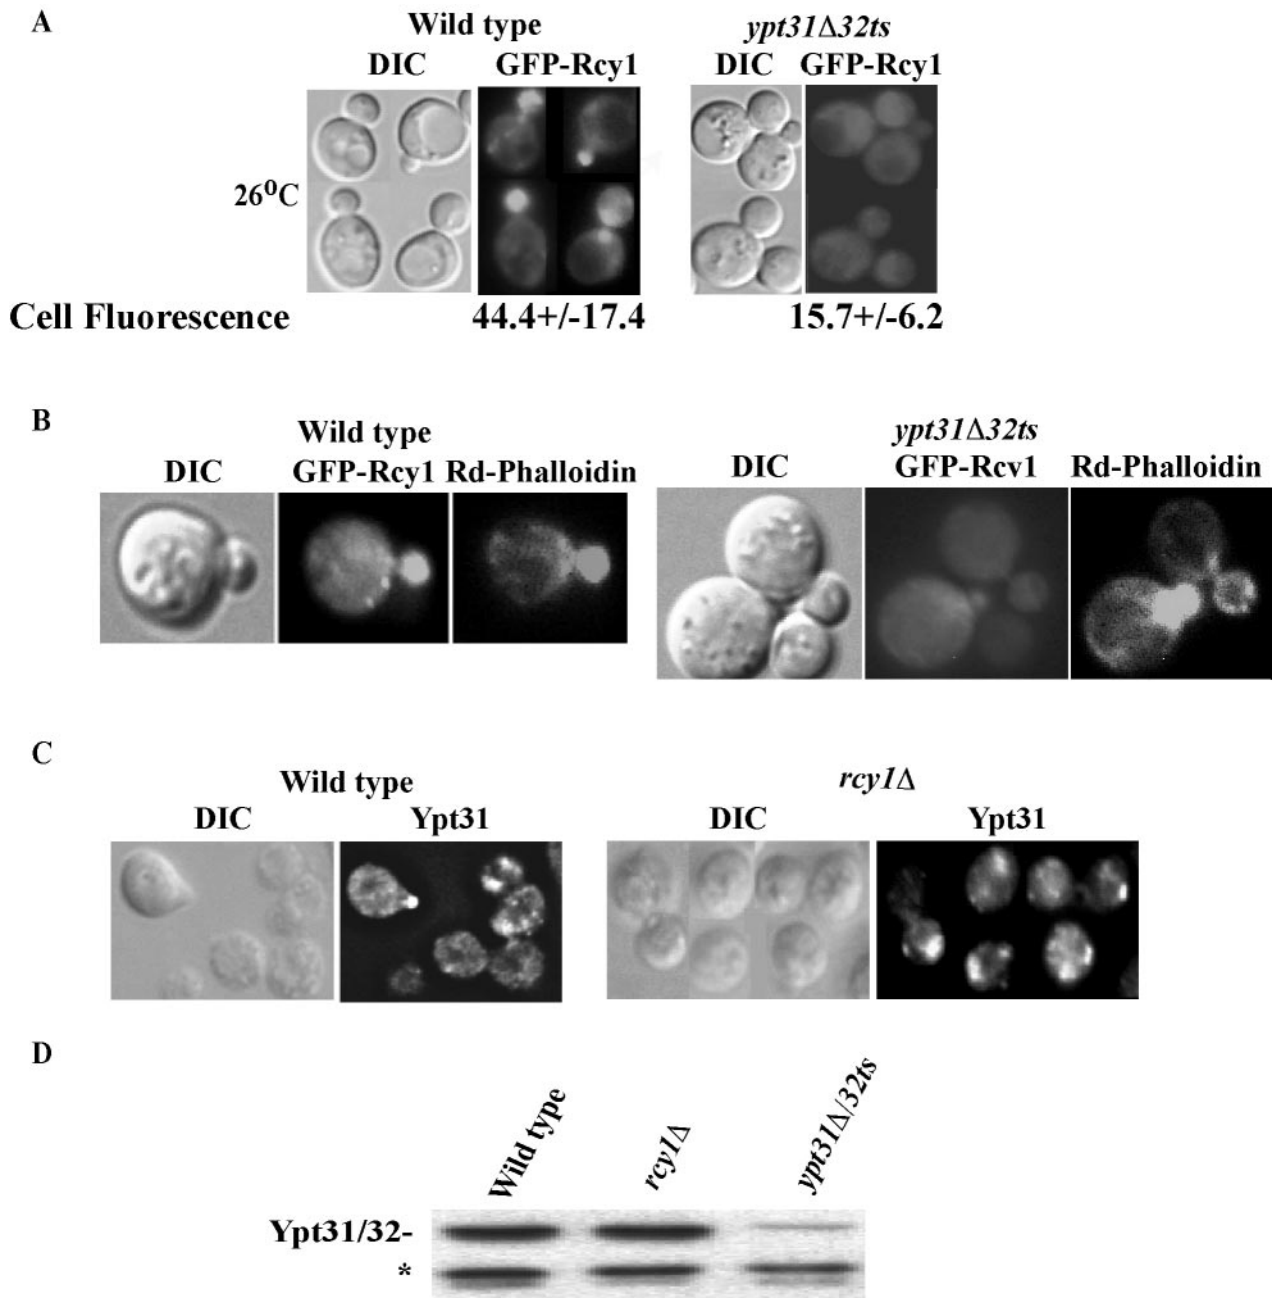 A
Wild type
ypt31Δ32ts
DIC
GFP-Rcy1
DIC
GFP-Rcy1
26⁰C
Cell Fluorescence
44.4+/-17.4
15.7+/-6.2
B
Wild type
ypt31Δ32ts
DIC
GFP-Rcy1
Rd-Phalloidin
DIC
GFP-Rcv1
Rd-Phalloidin
C
Wild type
rcy1Δ
DIC
Ypt31
DIC
Ypt31
D
Wild type
rcy1Δ
ypt31Δ/32ts
Ypt31/32-
*